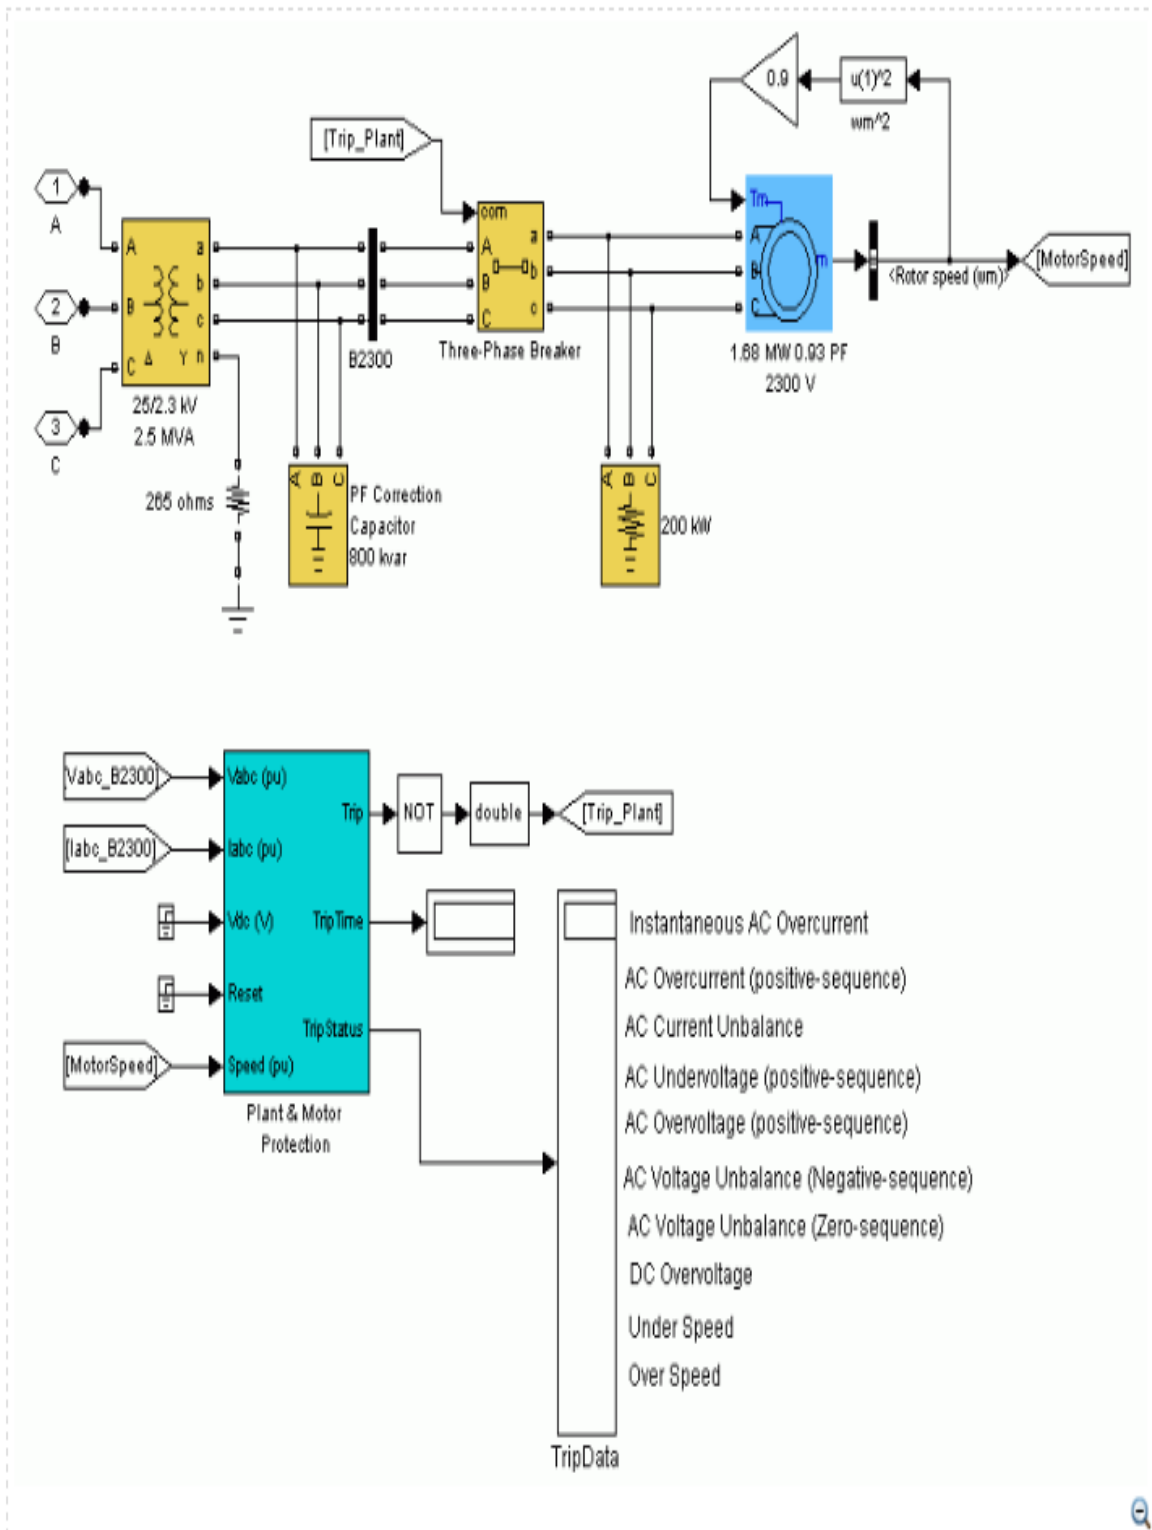 0.9
u(1)^2
wm^2
[Trip_Plant]
1
A
2
B
3
C
A
B
C
Δ
Y
a
b
c
n
25/2.3 kV
2.5 MVA
265 ohms
A
B
C
PF Correction
Capacitor
800 kvar
B2300
com
A
B
C
a
b
c
Three-Phase Breaker
A
B
C
200 kW
Tm
A
B
C
m
1.68 MW 0.93 PF
2300 V
<Rotor speed (wm)>
[MotorSpeed]
[Vabc_B2300]
[Iabc_B2300]
[MotorSpeed]
Vabc (pu)
Iabc (pu)
Vdc (V)
Reset
Speed (pu)
Trip
TripTime
TripStatus
Plant & Motor
Protection
NOT
double
[Trip_Plant]
Instantaneous AC Overcurrent
AC Overcurrent (positive-sequence)
AC Current Unbalance
AC Undervoltage (positive-sequence)
AC Overvoltage (positive-sequence)
AC Voltage Unbalance (Negative-sequence)
AC Voltage Unbalance (Zero-sequence)
DC Overvoltage
Under Speed
Over Speed
TripData